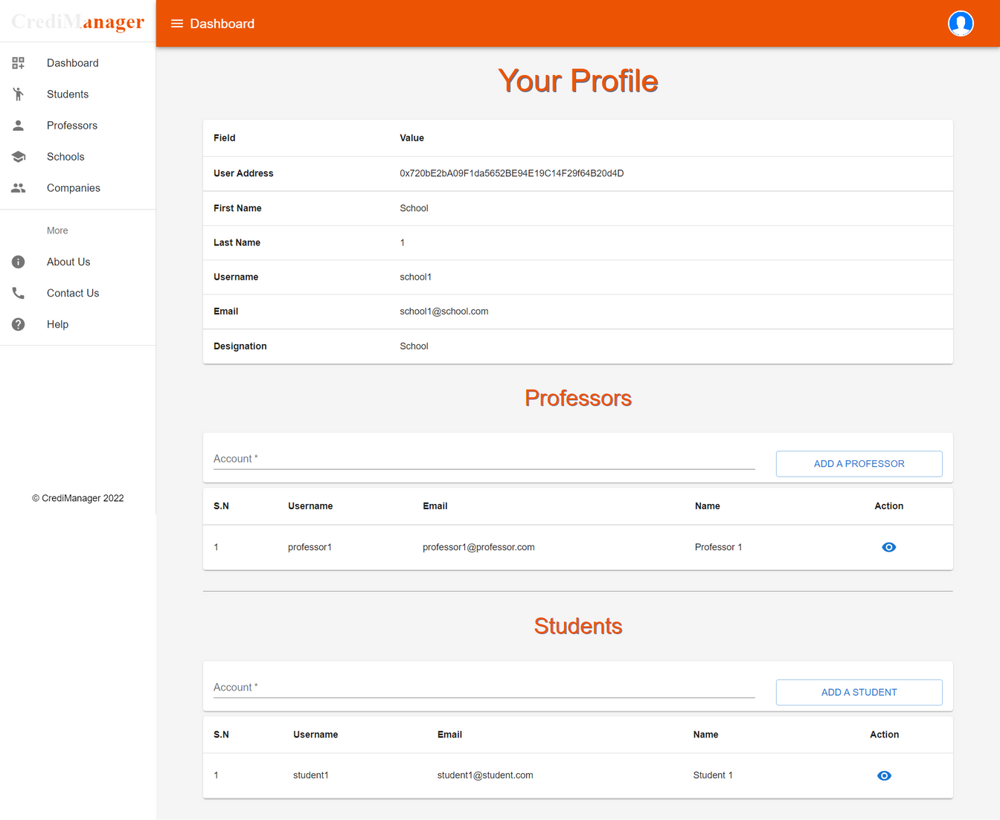 CrediManager
Dashboard
Dashboard
Students
Professors
Schools
Companies
More
About Us
Contact Us
Help
© CrediManager 2022
Your Profile
Field Value
User Address 0x720bE2bA09F1da5652BE94E19C14F29f64B20d4D
First Name School
Last Name 1
Username school1
Email school1@school.com
Designation School
Professors
Account * ADD A PROFESSOR
S.N Username Email Name Action
1 professor1 professor1@professor.com Professor 1
Students
Account * ADD A STUDENT
S.N Username Email Name Action
1 student1 student1@student.com Student 1